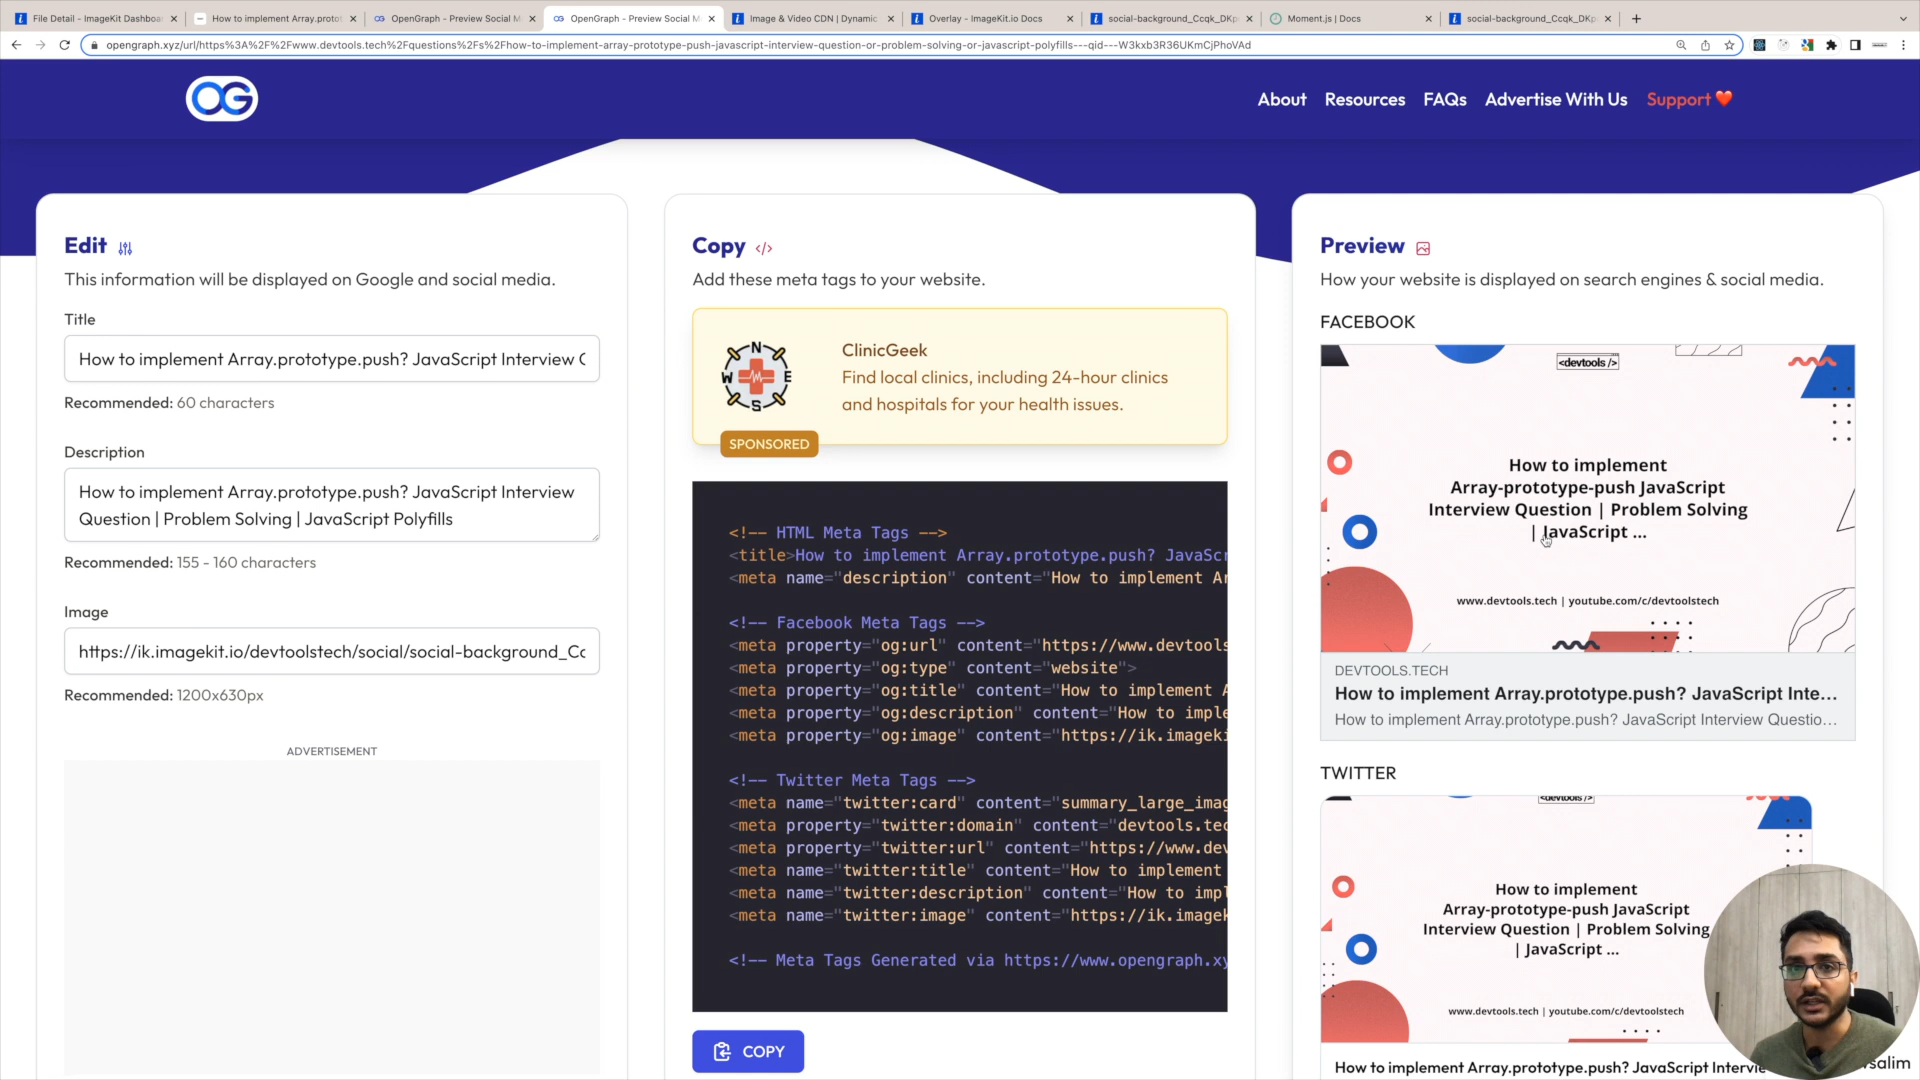 File Detail - ImageKit Dashboa
How to implement Array.protot
OpenGraph - Preview Social M
OpenGraph - Preview Social M
Image & Video CDN | Dynamic
Overlay - ImageKit.io Docs
social-background_Ccqk_DKp
Moment.js | Docs
social-background_Ccqk_DKp
opengraph.xyz/url/https%3A%2F%2Fwww.devtools.tech%2Fquestions%2Fs%2Fhow-to-implement-array-prototype-push-javascript-interview-question-or-problem-solving-or-javascript-polyfills---qid---W3kxb3R36UKmCjPhoVAd
OG
About
Resources
FAQs
Advertise With Us
Support
Edit
This information will be displayed on Google and social media.
Title
How to implement Array.prototype.push? JavaScript Interview
Recommended: 60 characters
Description
How to implement Array.prototype.push? JavaScript Interview
Question | Problem Solving | JavaScript Polyfills
Recommended: 155 - 160 characters
Image
https://ik.imagekit.io/devtoolstech/social/social-background_Cc
Recommended: 1200x630px
ADVERTISEMENT
Copy </>
Add these meta tags to your website.
N
W E
S
ClinicGeek
Find local clinics, including 24-hour clinics
and hospitals for your health issues.
SPONSORED
<!-- HTML Meta Tags -->
<title>How to implement Array.prototype.push? JavaScr
<meta name="description" content="How to implement Ar
<!-- Facebook Meta Tags -->
<meta property="og:url" content="https://www.devtools
<meta property="og:type" content="website">
<meta property="og:title" content="How to implement A
<meta property="og:description" content="How to imple
<meta property="og:image" content="https://ik.imageki
<!-- Twitter Meta Tags -->
<meta name="twitter:card" content="summary_large_imag
<meta property="twitter:domain" content="devtools.tec
<meta property="twitter:url" content="https://www.dev
<meta name="twitter:title" content="How to implement
<meta name="twitter:description" content="How to impl
<meta name="twitter:image" content="https://ik.imagek
<!-- Meta Tags Generated via https://www.opengraph.xy
COPY
Preview
How your website is displayed on search engines & social media.
FACEBOOK
<devtools />
How to implement
Array-prototype-push JavaScript
Interview Question | Problem Solving
| JavaScript ...
www.devtools.tech | youtube.com/c/devtoolstech
DEVTOOLS.TECH
How to implement Array.prototype.push? JavaScript Inte...
How to implement Array.prototype.push? JavaScript Interview Questio...
TWITTER
<devtools />
How to implement
Array-prototype-push JavaScript
Interview Question | Problem Solving
| JavaScript ...
www.devtools.tech | youtube.com/c/devtoolstech
How to implement Array.prototype.push? JavaScript Intervie
salim